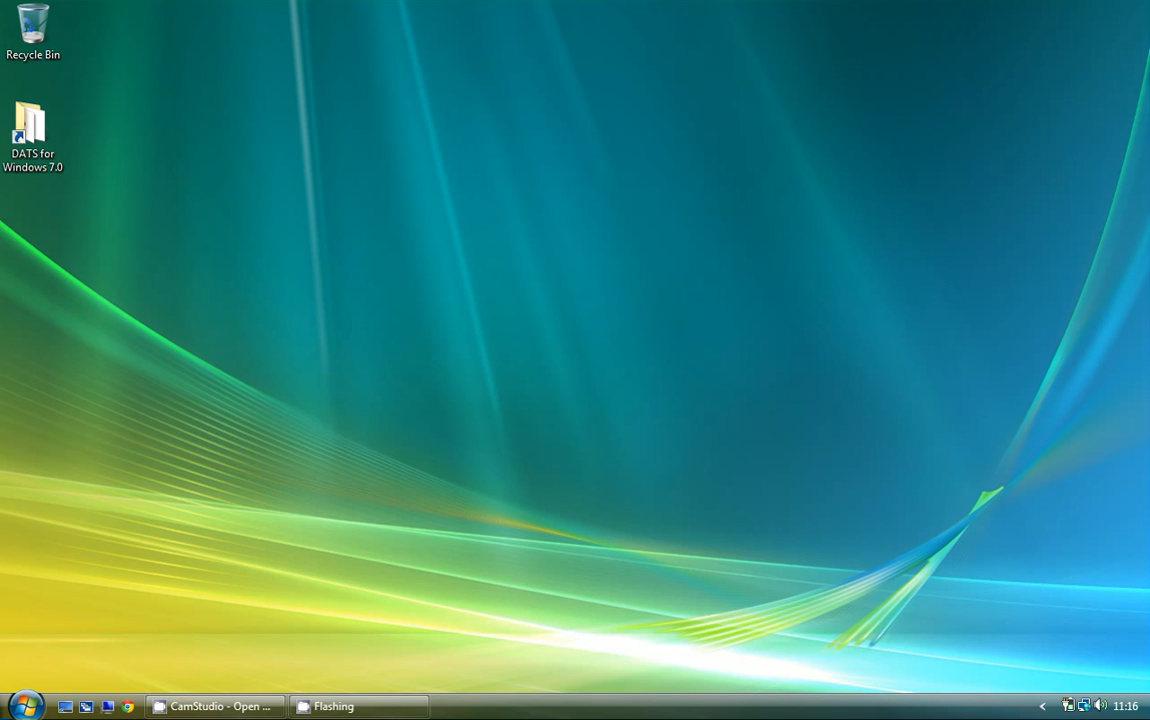 Recycle Bin
DATS for
Windows 7.0
CamStudio - Open ...
Flashing
11:16